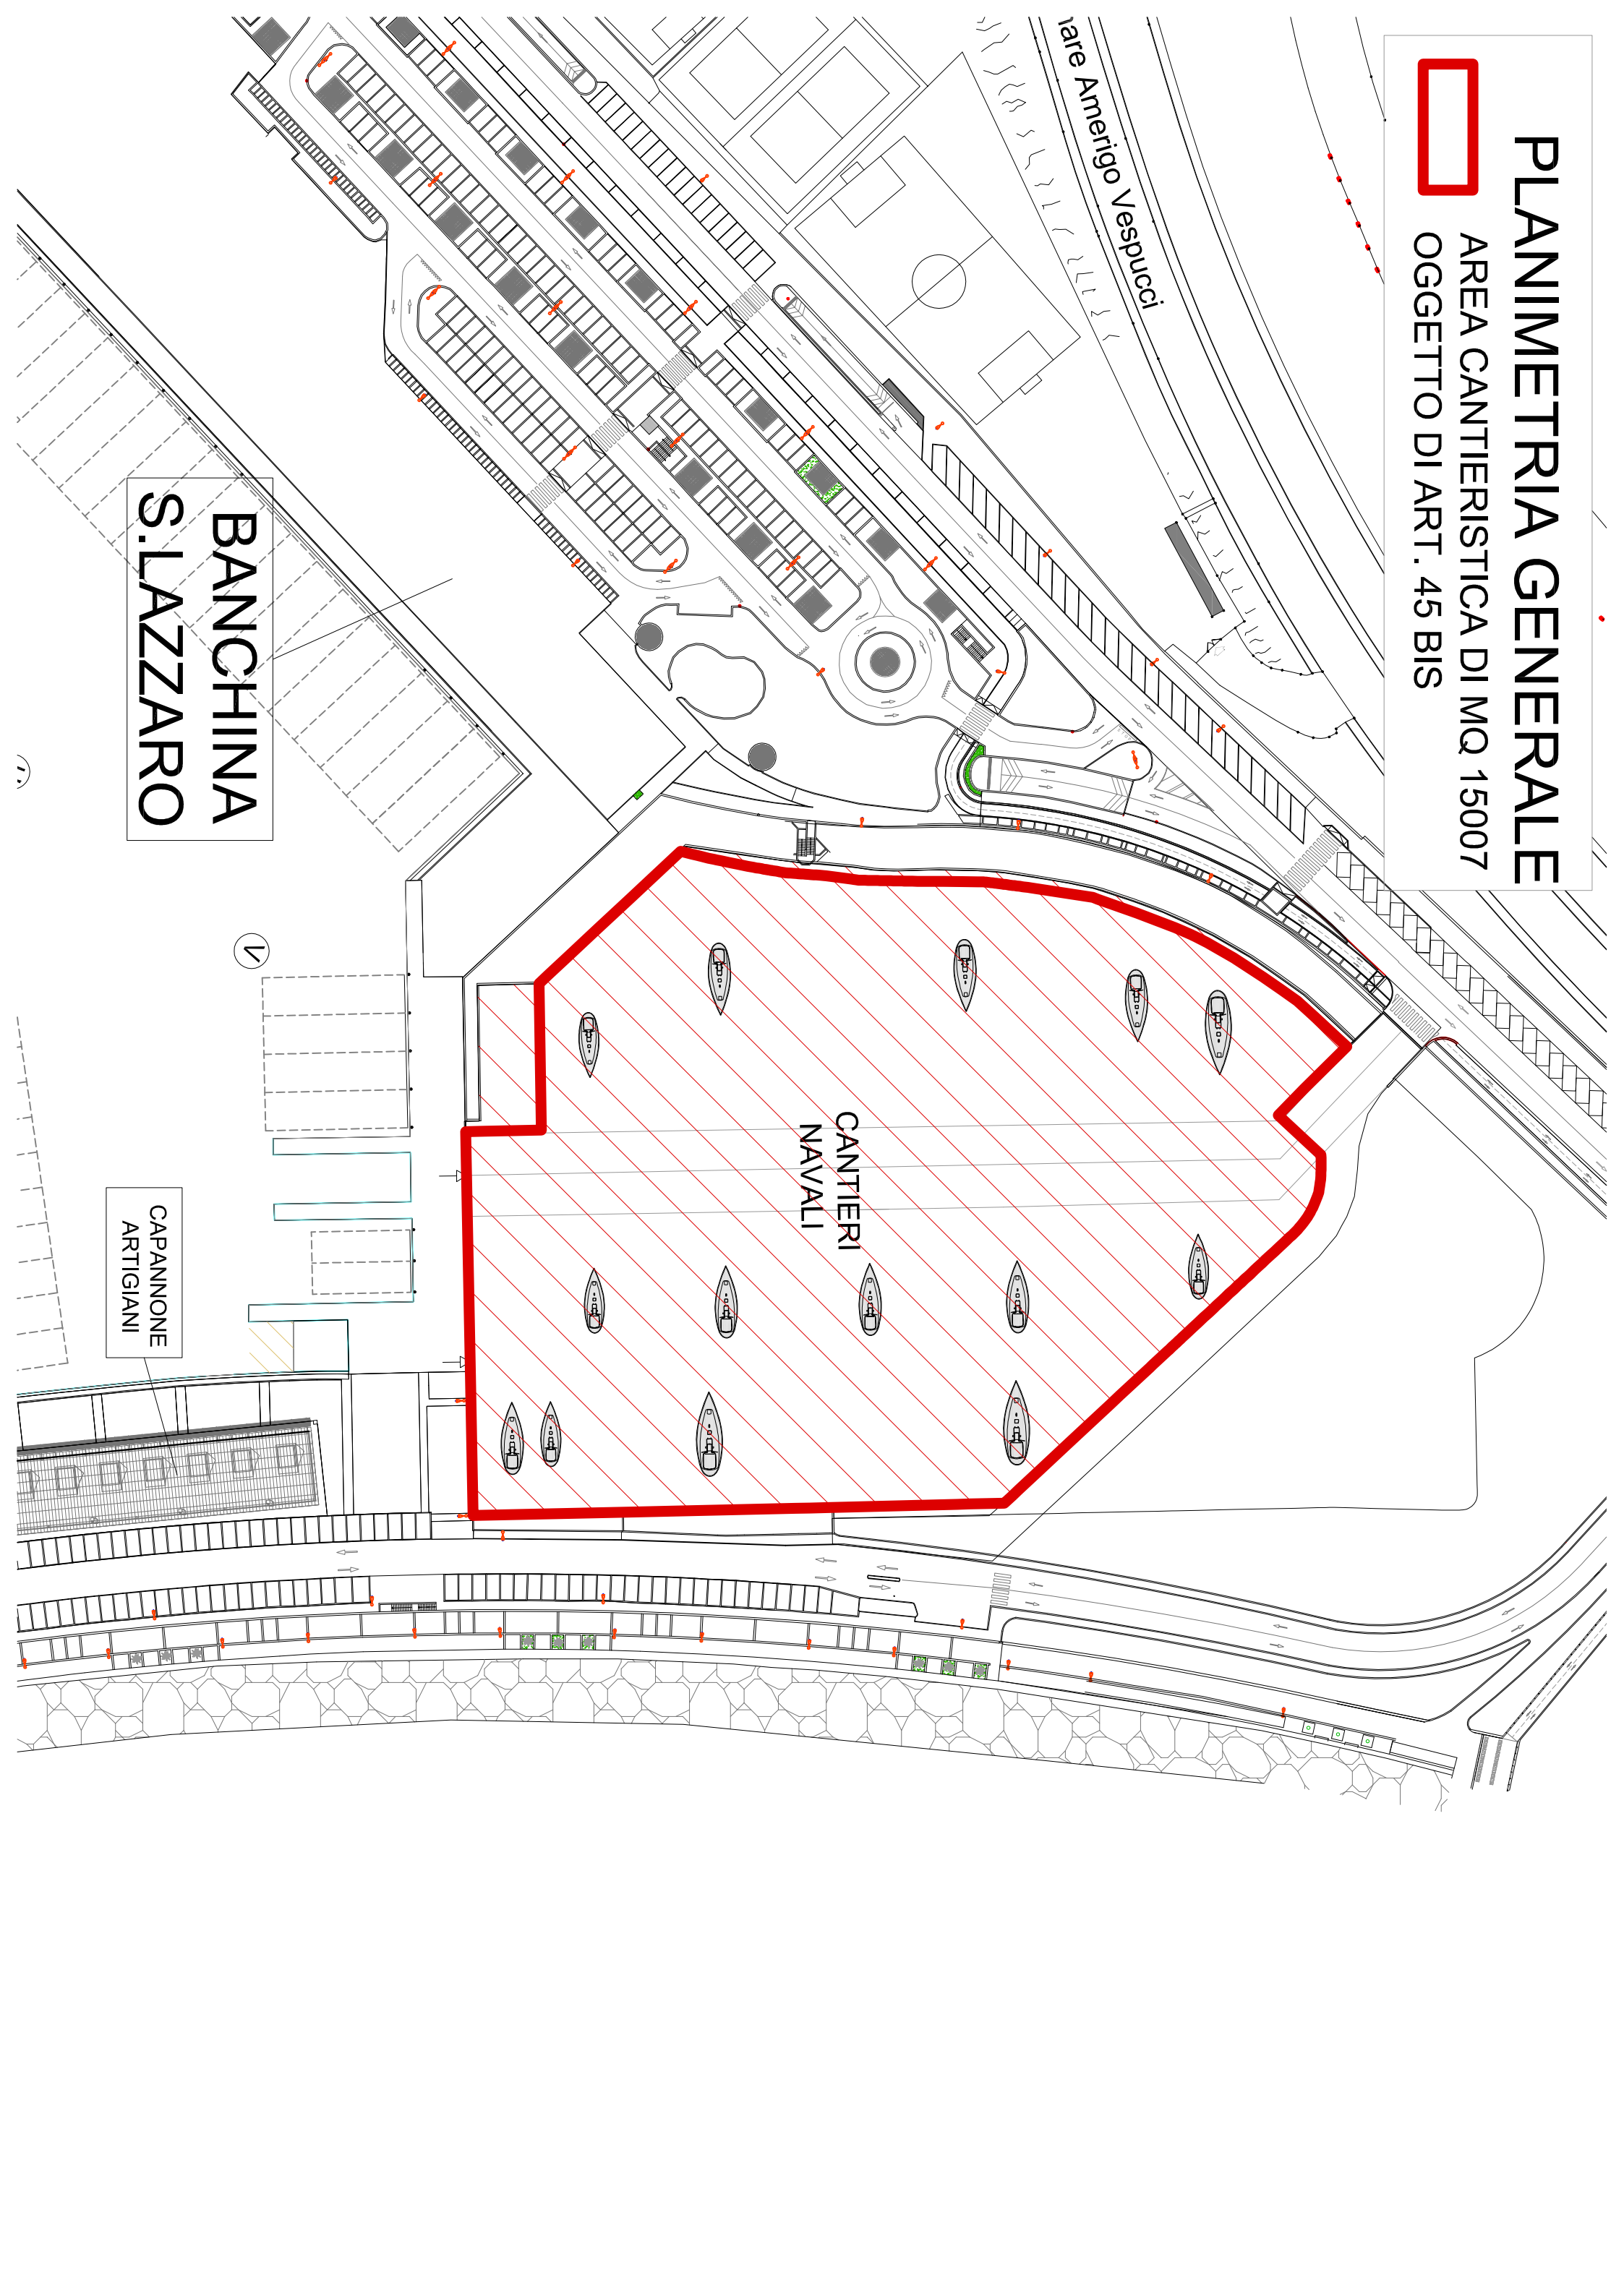 PLANIMETRIA GENERALE
AREA CANTIERISTICA DI MQ 15007
OGGETTO DI ART. 45 BIS
mare Amerigo Vespucci
BANCHINA
S.LAZZARO
CANTIERI
NAVALI
V
CAPANNONE
ARTIGIANI